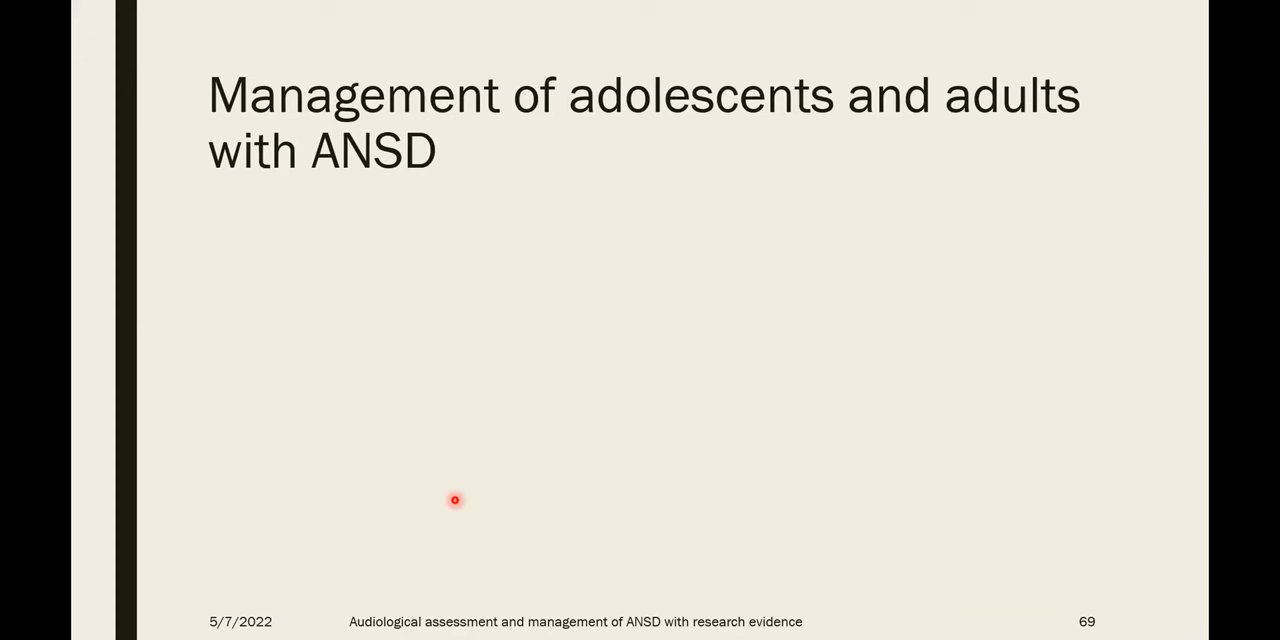 Management of adolescents and adults
with ANSD
5/7/2022 Audiological assessment and management of ANSD with research evidence 69